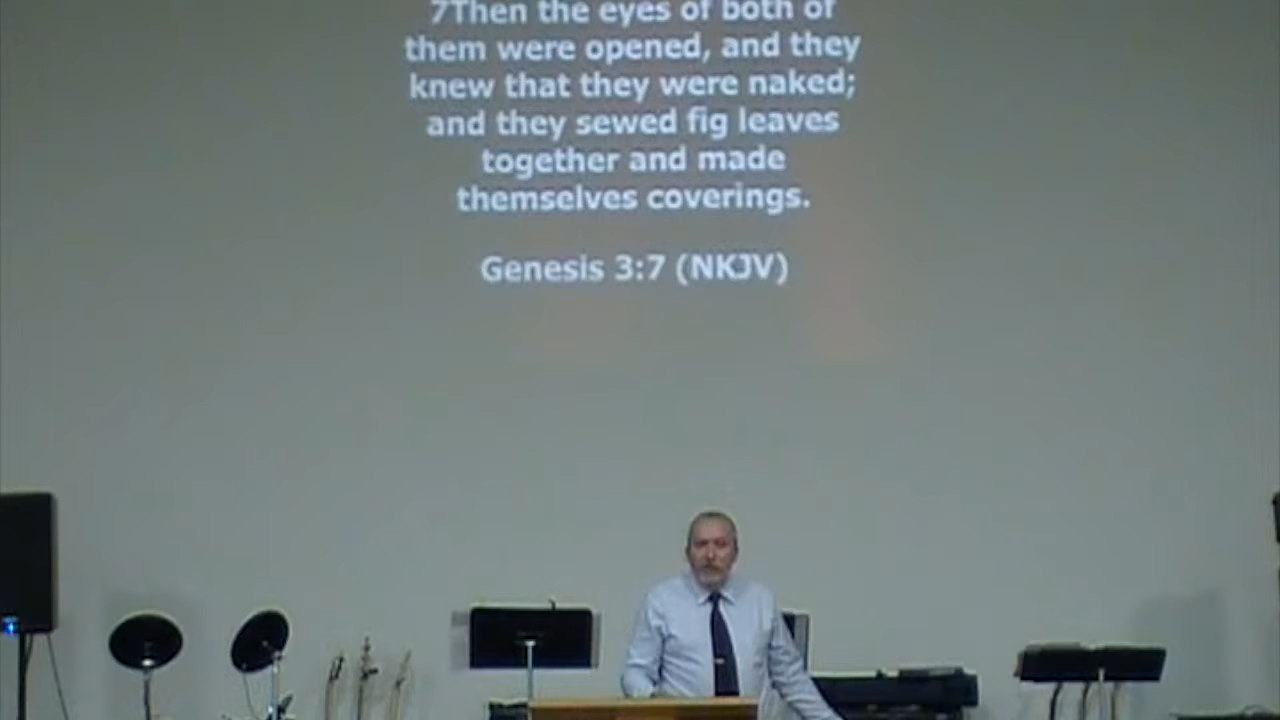 7Then the eyes of both of
them were opened, and they
knew that they were naked;
and they sewed fig leaves
together and made
themselves coverings.
Genesis 3:7 (NKJV)